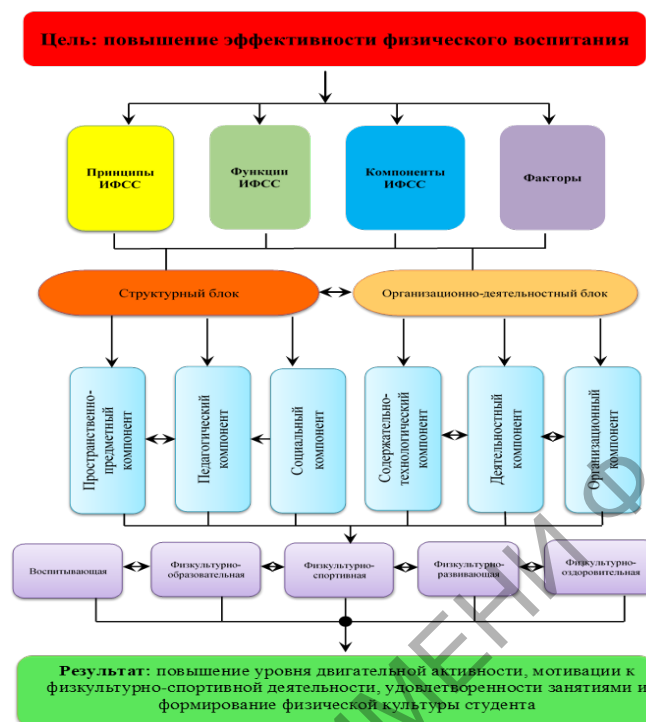 Цель: повышение эффективности физического воспитания
Принципы
ИФСС
Функции
ИФСС
Компоненты
ИФСС
Факторы
Структурный блок
Организационно-деятельностный блок
Пространственно-
предметный
компонент
Педагогический
компонент
Социальный
компонент
Содержательно-
технологический
компонент
Деятельностный
компонент
Организационный
компонент
Воспитывающая
Физкультурно-
образовательная
Физкультурно-
спортивная
Физкультурно-
развивающая
Физкультурно-
оздоровительная
ИМЕНИ Ф
Результат: повышение уровня двигательной активности, мотивации к
физкультурно-спортивной деятельности, удовлетворенности занятиями и
формирование физической культуры студента